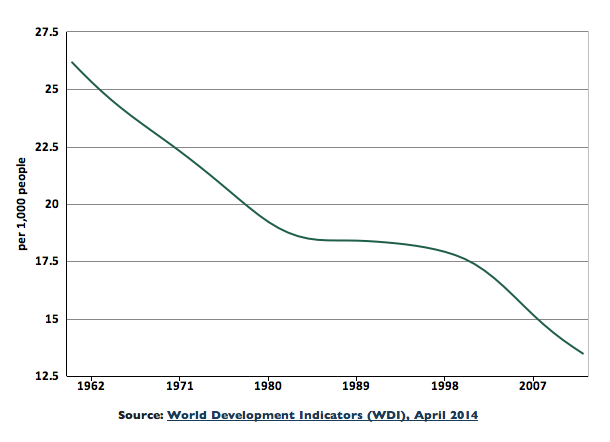 27.5
25
22.5
20
17.5
15
12.5
per 1,000 people
1962 1971 1980 1989 1998 2007
Source: World Development Indicators (WDI), April 2014